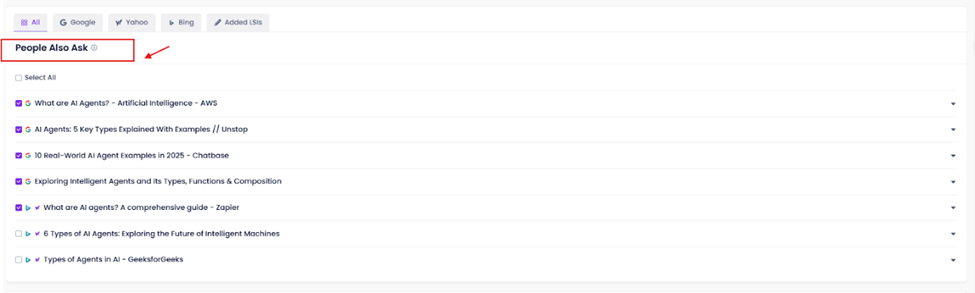 All Google Yahoo Bing Added LSIs
People Also Ask
Select All
What are AI Agents? - Artificial Intelligence - AWS
AI Agents: 5 Key Types Explained With Examples // Unstop
10 Real-World AI Agent Examples in 2025 - Chatbase
Exploring Intelligent Agents and Its Types, Functions & Composition
What are AI agents? A comprehensive guide - Zapier
6 Types of AI Agents: Exploring the Future of Intelligent Machines
Types of Agents in AI - GeeksforGeeks